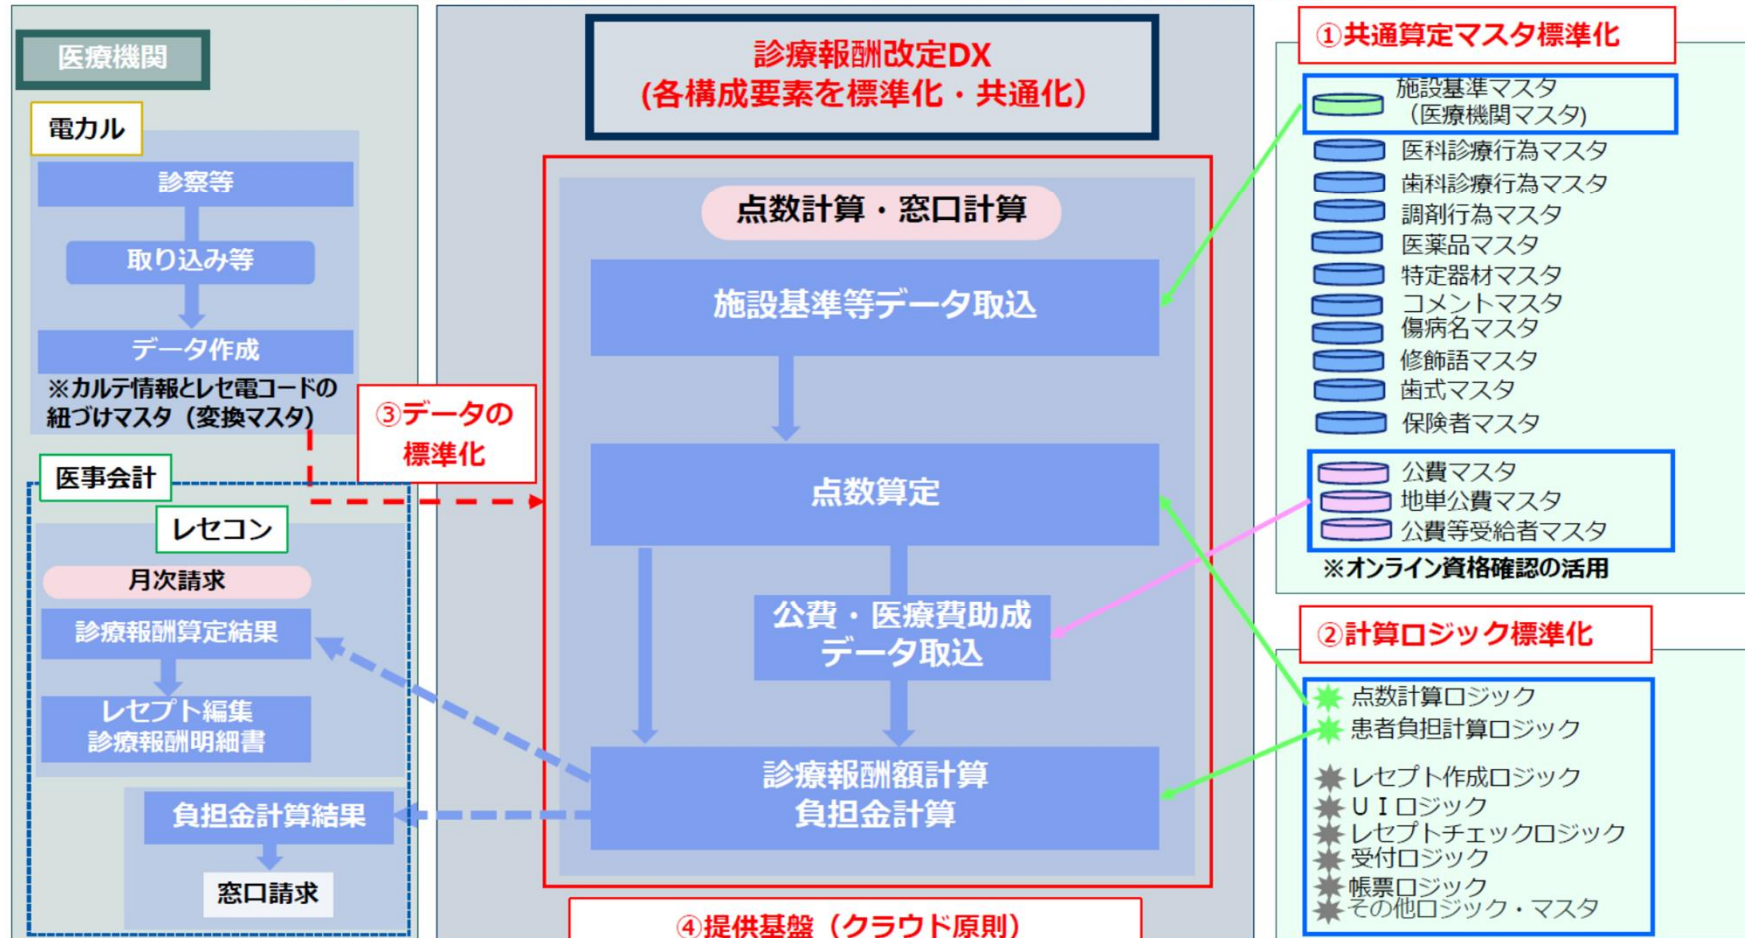 医療機関
電カル
診察等
取り込み等
データ作成
※カルテ情報とレセ電コードの
紐づけマスタ（変換マスタ）
医事会計
レセコン
月次請求
診療報酬算定結果
レセプト編集
診療報酬明細書
負担金計算結果
窓口請求
③データの
標準化
診療報酬改定DX
(各構成要素を標準化・共通化）
点数計算・窓口計算
施設基準等データ取込
点数算定
公費・医療費助成
データ取込
診療報酬額計算
負担金計算
④提供基盤（クラウド原則）
①共通算定マスタ標準化
施設基準マスタ
（医療機関マスタ)
医科診療行為マスタ
歯科診療行為マスタ
調剤行為マスタ
医薬品マスタ
特定器材マスタ
コメントマスタ
傷病名マスタ
修飾語マスタ
歯式マスタ
保険者マスタ
公費マスタ
地単公費マスタ
公費等受給者マスタ
※オンライン資格確認の活用
②計算ロジック標準化
点数計算ロジック
患者負担計算ロジック
レセプト作成ロジック
ＵＩロジック
レセプトチェックロジック
受付ロジック
帳票ロジック
その他ロジック・マスタ